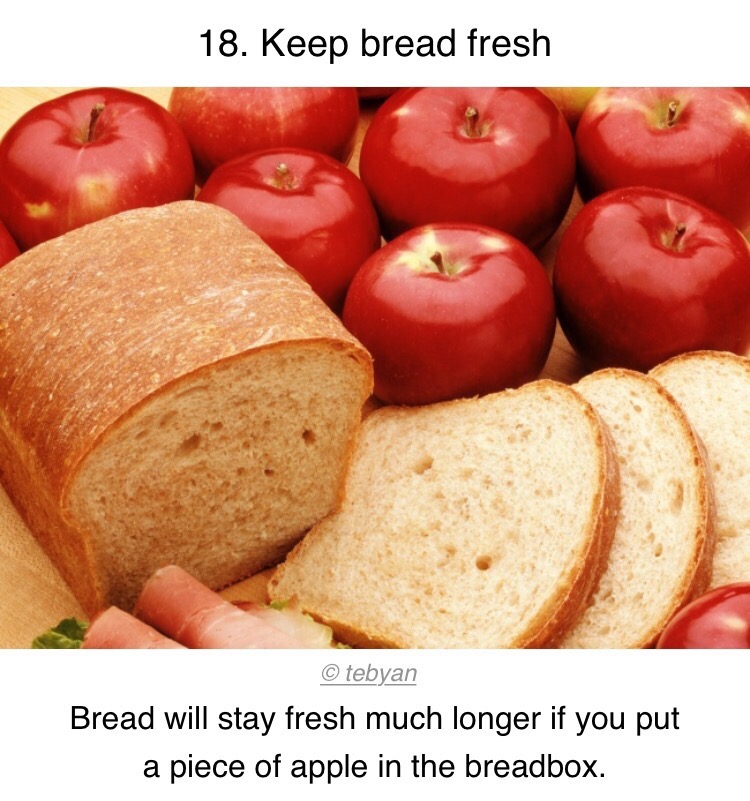 18. Keep bread fresh
© tebyan
Bread will stay fresh much longer if you put
a piece of apple in the breadbox.